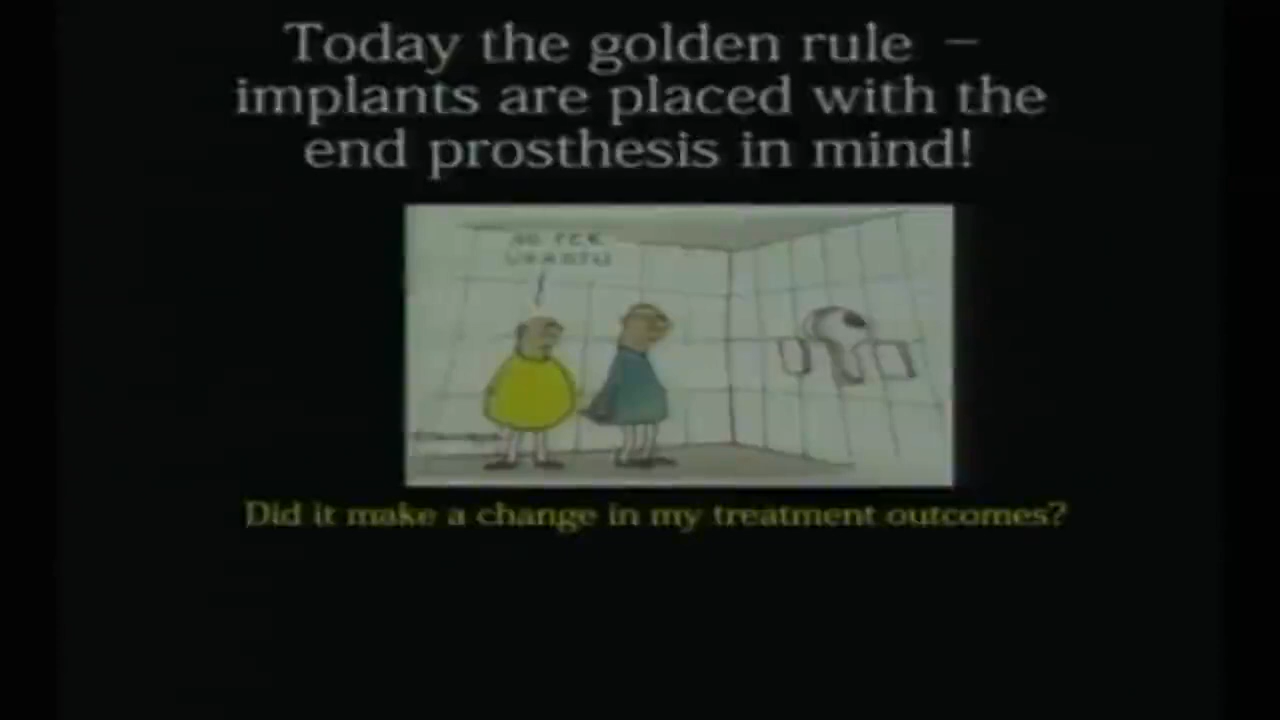 Today the golden rule –
implants are placed with the
end prosthesis in mind!
Did it make a change in my treatment outcomes?